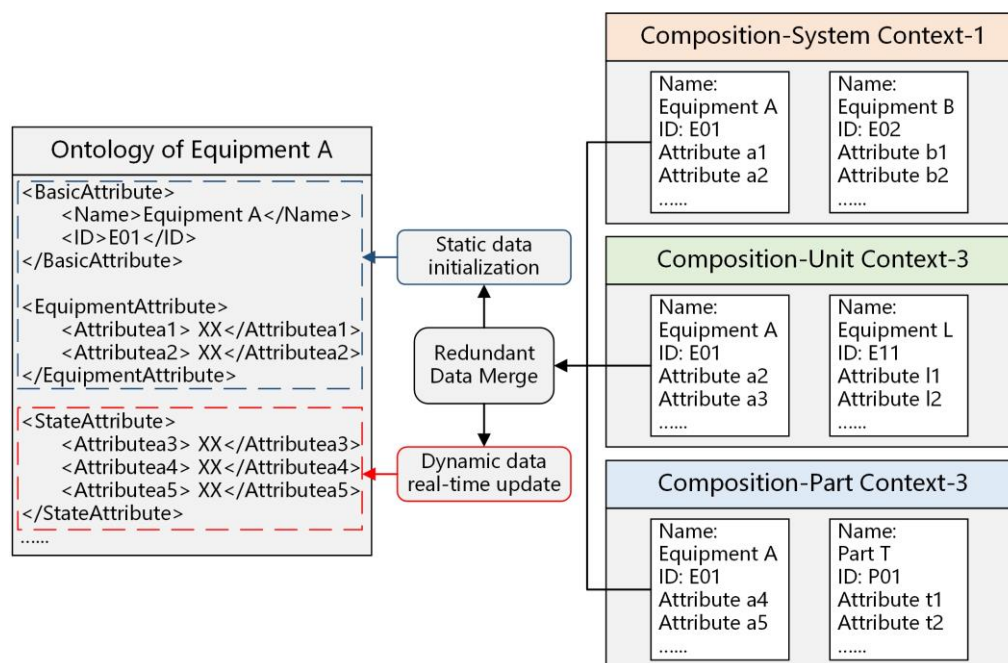 Ontology of Equipment A
<BasicAttribute>
<Name>Equipment A</Name>
<ID>E01</ID>
</BasicAttribute>
<EquipmentAttribute>
<Attributea1> XX</Attributea1>
<Attributea2> XX</Attributea2>
</EquipmentAttribute>
<StateAttribute>
<Attributea3> XX</Attributea3>
<Attributea4> XX</Attributea4>
<Attributea5> XX</Attributea5>
</StateAttribute>
......
Static data
initialization
Redundant
Data Merge
Dynamic data
real-time update
Composition-System Context-1
Name:
Equipment A
ID: E01
Attribute a1
Attribute a2
......
Name:
Equipment B
ID: E02
Attribute b1
Attribute b2
......
Composition-Unit Context-3
Name:
Equipment A
ID: E01
Attribute a2
Attribute a3
......
Name:
Equipment L
ID: E11
Attribute l1
Attribute l2
......
Composition-Part Context-3
Name:
Equipment A
ID: E01
Attribute a4
Attribute a5
......
Name:
Part T
ID: P01
Attribute t1
Attribute t2
......